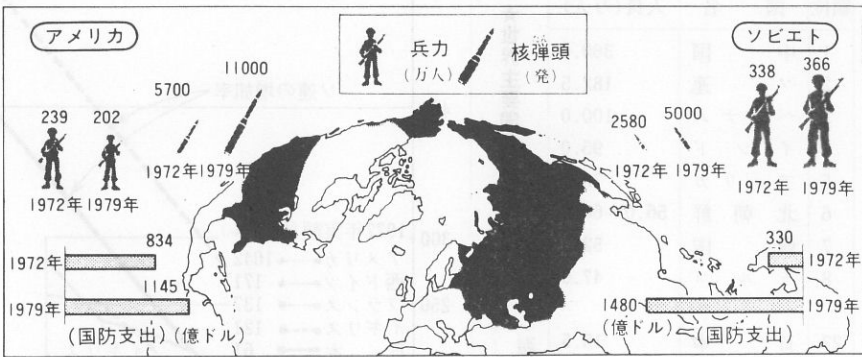 アメリカ
兵力
(万人)
核弾頭
(発)
ソビエト
239
202
5700
11000
1972年
1979年
1972年
1979年
2580
5000
338
366
1972年
1979年
1972年
1979年
834
1972年
1145
1979年
(国防支出)(億ドル)
330
1972年
1480
1979年
(億ドル)
(国防支出)